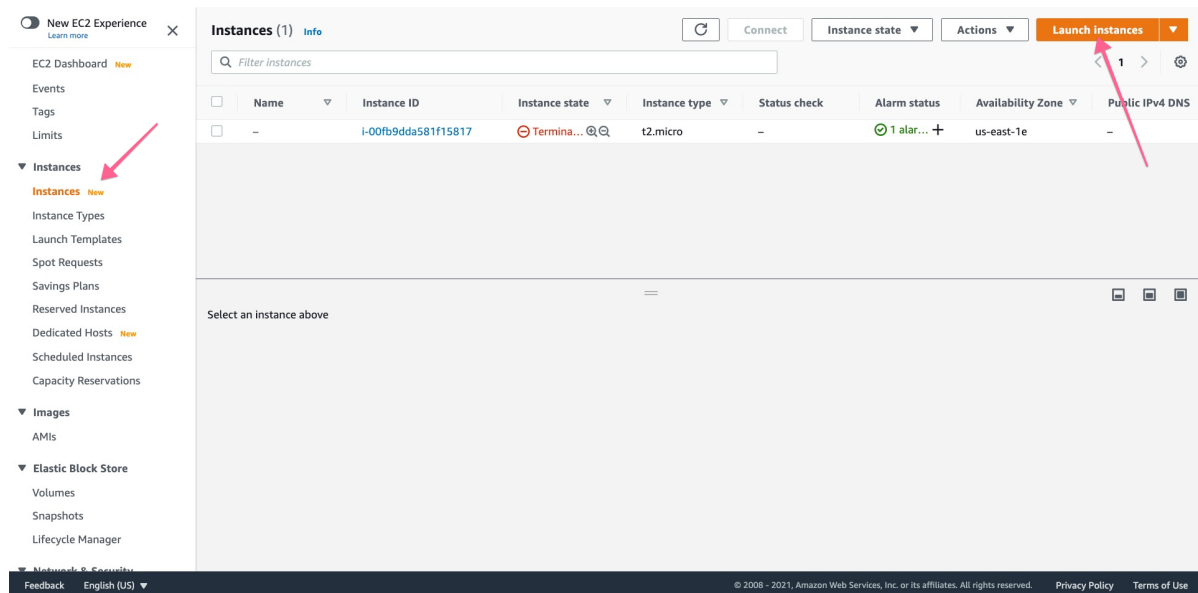 New EC2 Experience
Learn more
EC2 Dashboard New
Events
Tags
Limits
Instances
Instances New
Instance Types
Launch Templates
Spot Requests
Savings Plans
Reserved Instances
Dedicated Hosts New
Scheduled Instances
Capacity Reservations
Images
AMIs
Elastic Block Store
Volumes
Snapshots
Lifecycle Manager
Network & Security
Instances (1) Info
Connect Instance state Actions Launch instances
Filter instances
1
Name Instance ID Instance state Instance type Status check Alarm status Availability Zone Public IPv4 DNS
– i-00fb9dda581f15817 Termina... t2.micro – 1 alar... + us-east-1e –
Select an instance above
Feedback English (US) © 2008 - 2021, Amazon Web Services, Inc. or its affiliates. All rights reserved. Privacy Policy Terms of Use